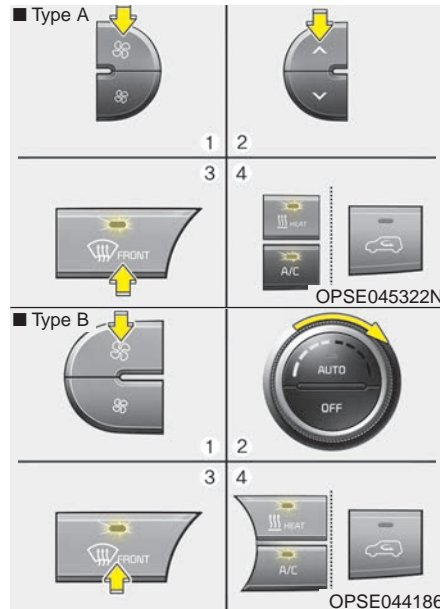 ■ Type A
1 2
3 4
FRONT
HEAT
A/C
OPSE045322N
■ Type B
AUTO
OFF
1 2
3 4
FRONT
HEAT
A/C
OPSE044186